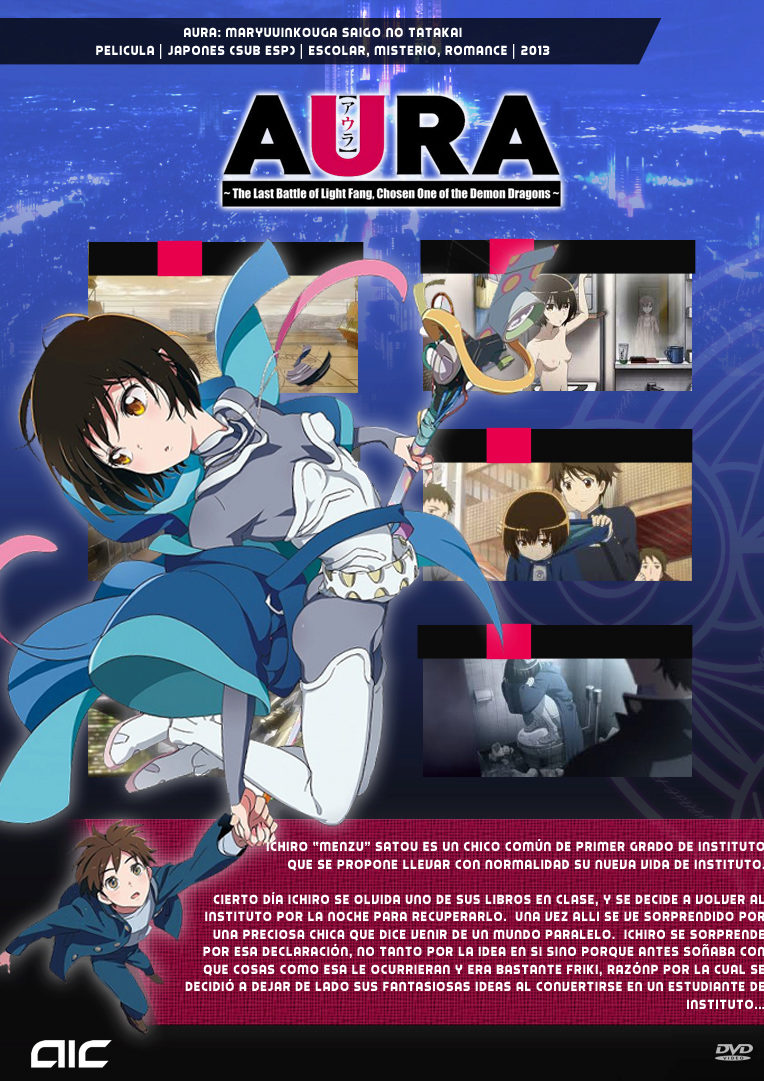 AURA: MARYUUINKOUGA SAIGO NO TATAKAI
PELICULA | JAPONES (SUB ESP) | ESCOLAR, MISTERIO, ROMANCE | 2013
AURA
【アウラ】
~ The Last Battle of Light Fang, Chosen One of the Demon Dragons ~
ICHIRO "MENZU" SATOU ES UN CHICO COMÚN DE PRIMER GRADO DE INSTITUTO
QUE SE PROPONE LLEVAR CON NORMALIDAD SU NUEVA VIDA DE INSTITUTO.
CIERTO DÍA ICHIRO SE OLVIDA UNO DE SUS LIBROS EN CLASE, Y SE DECIDE A VOLVER AL
INSTITUTO POR LA NOCHE PARA RECUPERARLO. UNA VEZ ALLI SE VE SORPRENDIDO POR
UNA PRECIOSA CHICA QUE DICE VENIR DE UN MUNDO PARALELO. ICHIRO SE SORPRENDE
POR ESA DECLARACIÓN, NO TANTO POR LA IDEA EN SI SINO PORQUE ANTES SOÑABA CON
QUE COSAS COMO ESA LE OCURRIERAN Y ERA BASTANTE FRIKI, RAZÓNP POR LA CUAL SE
DECIDIÓ A DEJAR DE LADO SUS FANTASIOSAS IDEAS AL CONVERTIRSE EN UN ESTUDIANTE DE
INSTITUTO...
AIC
DVD
VIDEO